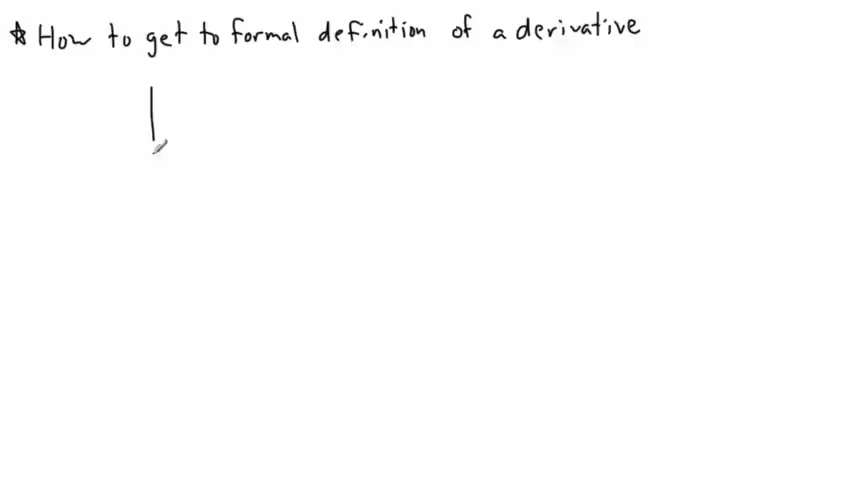 ☆ How to get to formal definition of a derivative